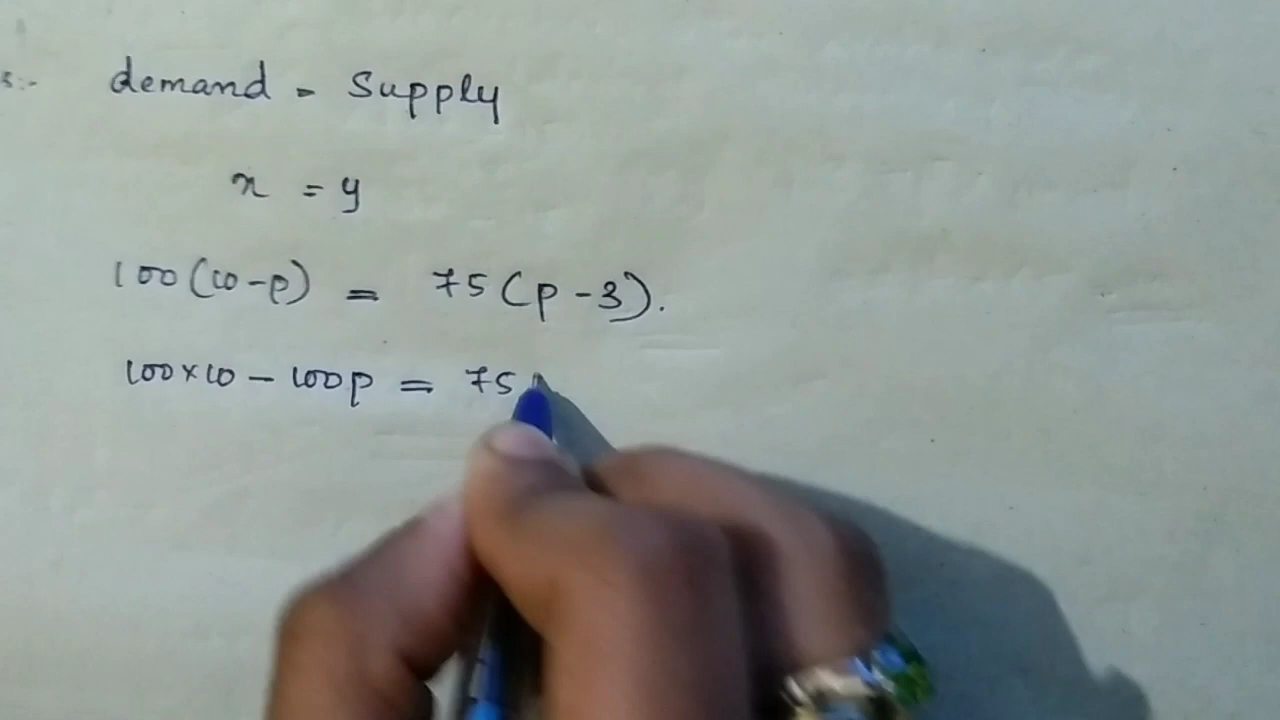 demand = Supply
x = y
100(10-p) = 75(p-3).
100×10 - 100p = 75